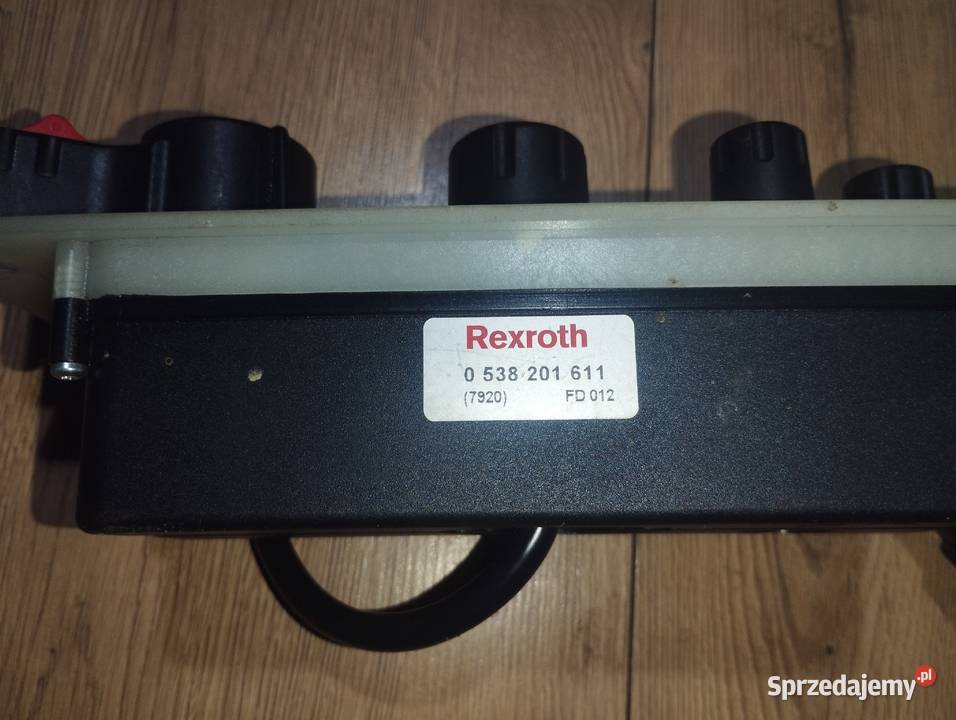 Rexroth
0 538 201 611
(7920) FD 012
Sprzedajemy.pl